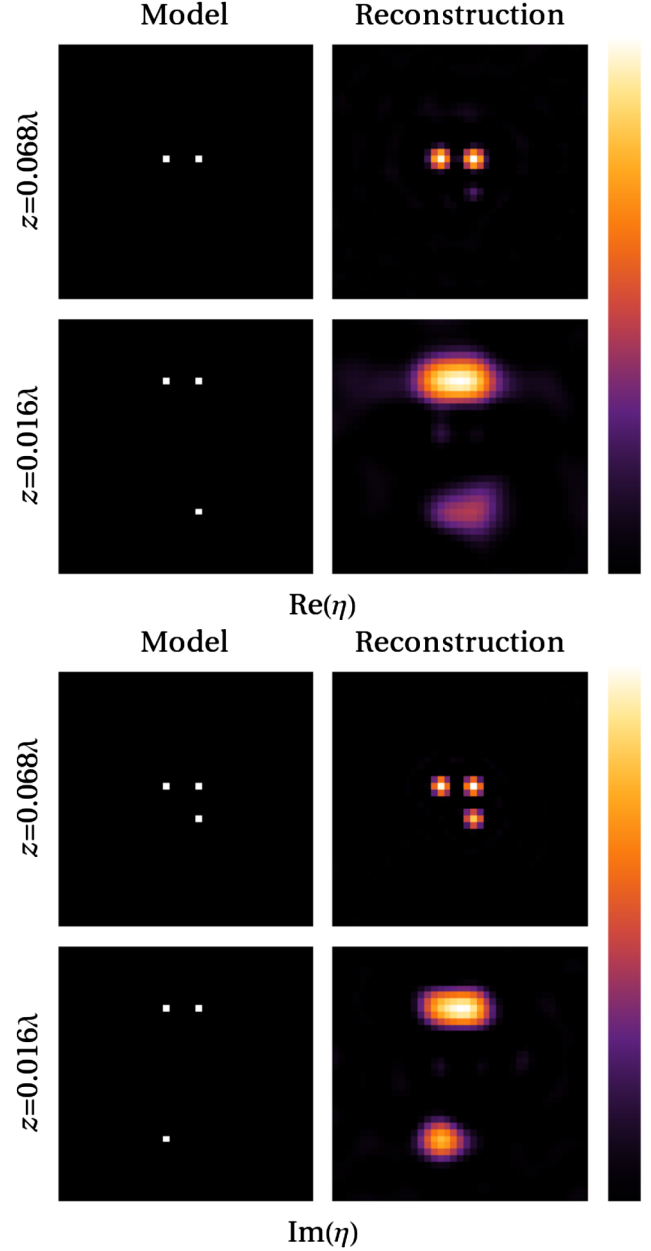 Model Reconstruction
z=0.068λ
z=0.016λ
Re(η)
Model Reconstruction
z=0.068λ
z=0.016λ
Im(η)